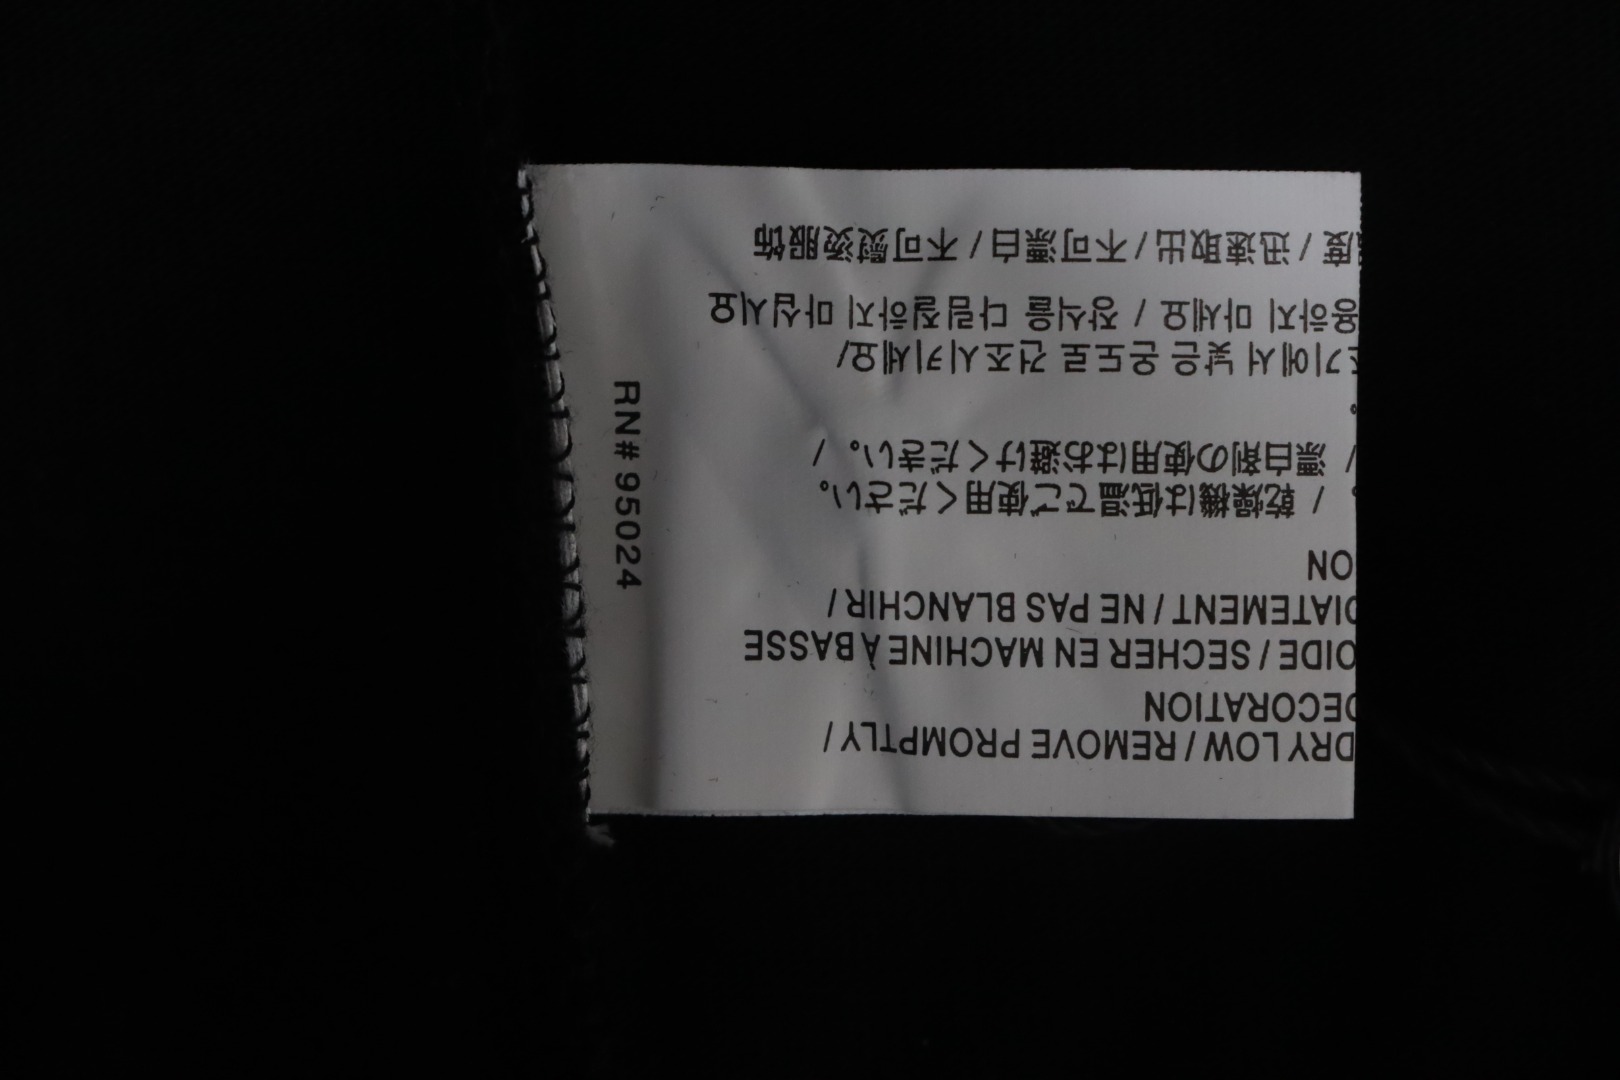 DRY LOW / REMOVE PROMPTLY /
DECORATION
OIDE / SECHER EN MACHINE À BASSE
DIATEMENT / NE PAS BLANCHIR /
ON
。 / 乾燥機は低温でご使用ください。
/ 漂白剤の使用はお避けください。 /
。
기에서 낮은 온도로 건조시키세요/
용하지 마세요 / 장식을 다림질하지 마십시요
度 / 迅速取出 / 不可漂白 / 不可熨烫服饰
RN# 95024